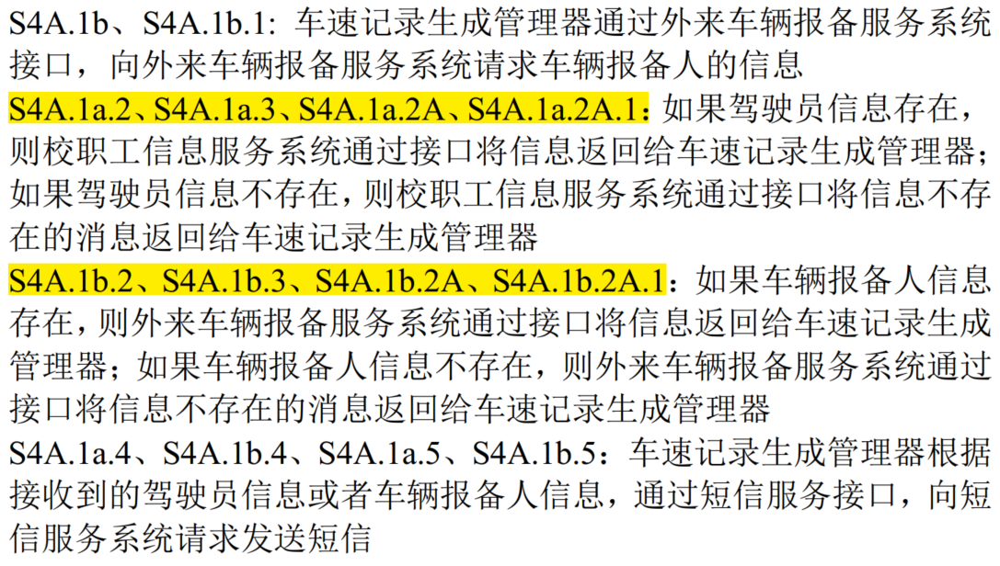 S4A.1b、S4A.1b.1: 车速记录生成管理器通过外来车辆报备服务系统
接口，向外来车辆报备服务系统请求车辆报备人的信息
S4A.1a.2、S4A.1a.3、S4A.1a.2A、S4A.1a.2A.1：如果驾驶员信息存在，
则校职工信息服务系统通过接口将信息返回给车速记录生成管理器；
如果驾驶员信息不存在，则校职工信息服务系统通过接口将信息不存
在的消息返回给车速记录生成管理器
S4A.1b.2、S4A.1b.3、S4A.1b.2A、S4A.1b.2A.1：如果车辆报备人信息
存在，则外来车辆报备服务系统通过接口将信息返回给车速记录生成
管理器；如果车辆报备人信息不存在，则外来车辆报备服务系统通过
接口将信息不存在的消息返回给车速记录生成管理器
S4A.1a.4、S4A.1b.4、S4A.1a.5、S4A.1b.5：车速记录生成管理器根据
接收到的驾驶员信息或者车辆报备人信息，通过短信服务接口，向短
信服务系统请求发送短信